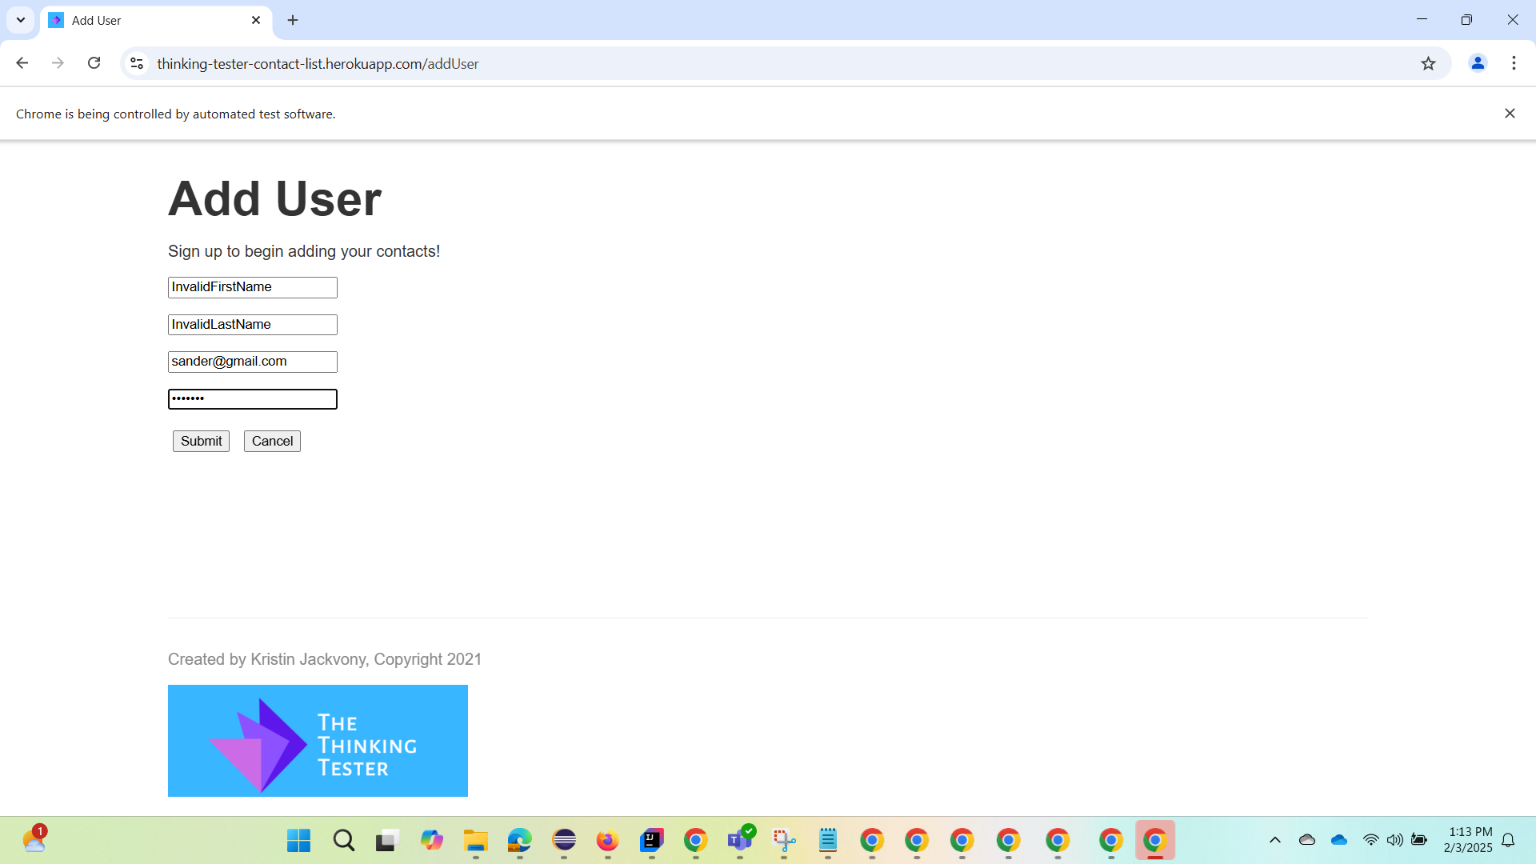 Add User
thinking-tester-contact-list.herokuapp.com/addUser
Chrome is being controlled by automated test software.
Add User
Sign up to begin adding your contacts!
InvalidFirstName
InvalidLastName
sander@gmail.com
•••••••
Submit Cancel
Created by Kristin Jackvony, Copyright 2021
THE
THINKING
TESTER
1
1:13 PM
2/3/2025